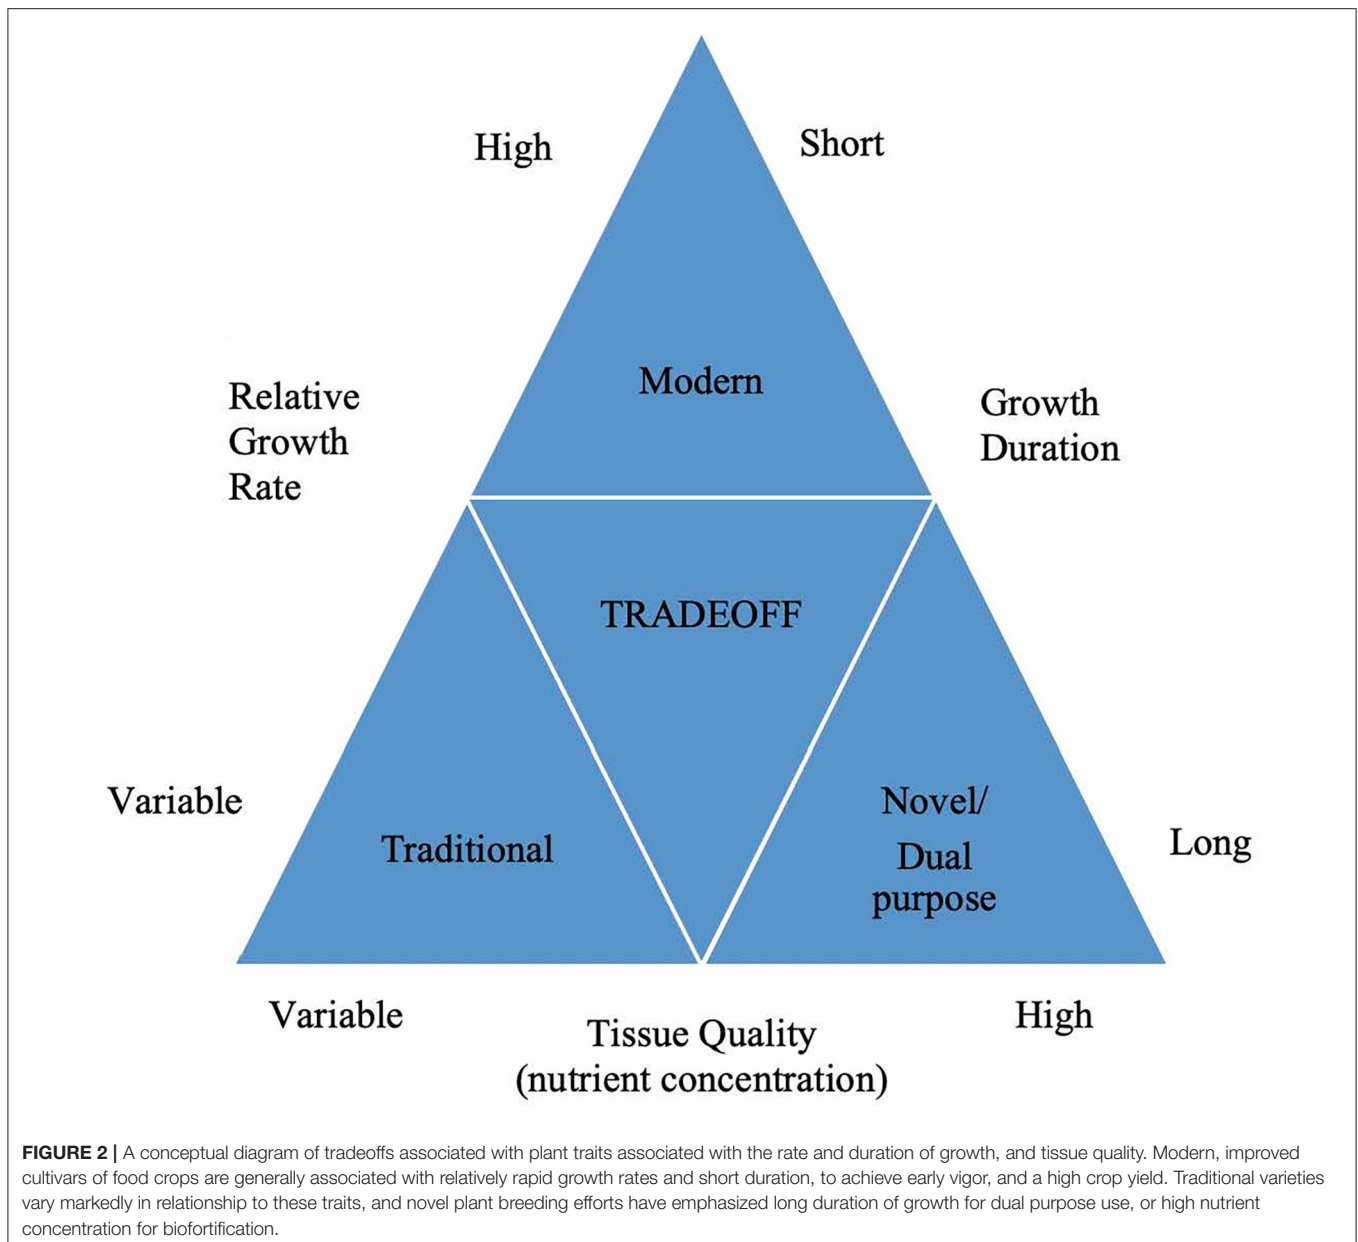 High
Short
Modern
Relative
Growth
Rate
Growth
Duration
TRADEOFF
Variable
Traditional
Novel/
Dual
purpose
Long
Variable
Tissue Quality
(nutrient concentration)
High
FIGURE 2 | A conceptual diagram of tradeoffs associated with plant traits associated with the rate and duration of growth, and tissue quality. Modern, improved
cultivars of food crops are generally associated with relatively rapid growth rates and short duration, to achieve early vigor, and a high crop yield. Traditional varieties
vary markedly in relationship to these traits, and novel plant breeding efforts have emphasized long duration of growth for dual purpose use, or high nutrient
concentration for biofortification.